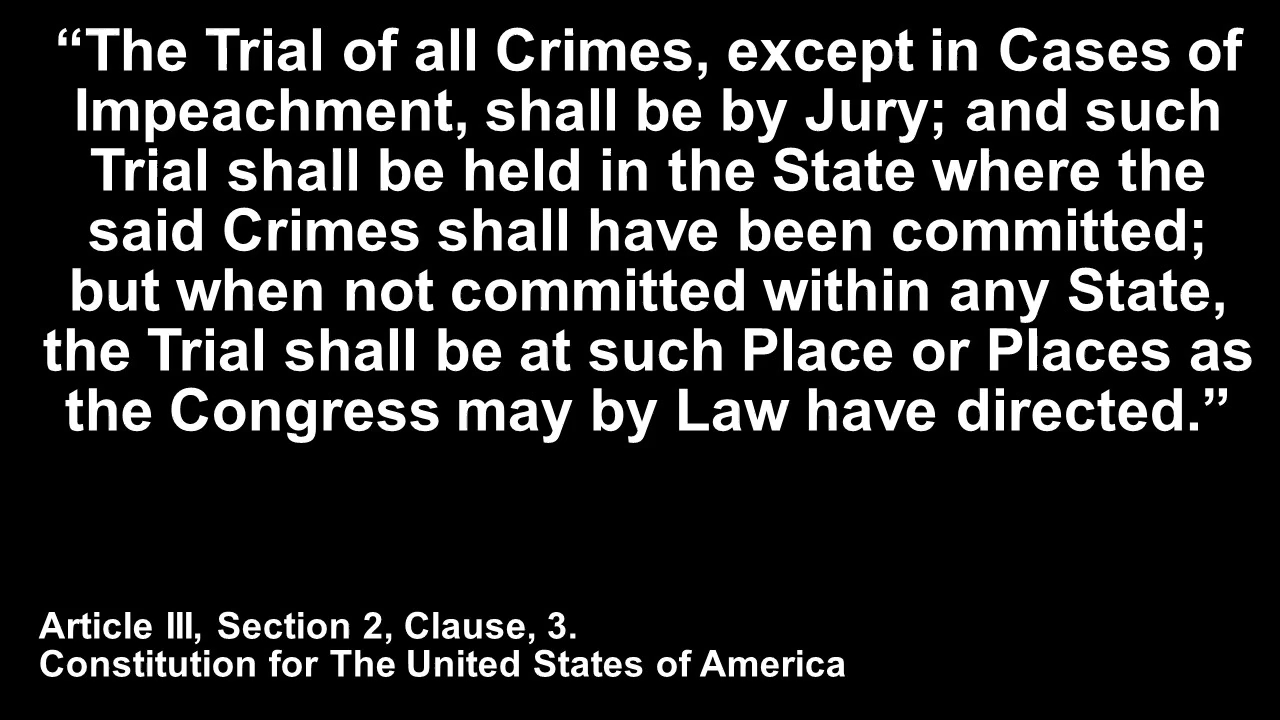 “The Trial of all Crimes, except in Cases of
Impeachment, shall be by Jury; and such
Trial shall be held in the State where the
said Crimes shall have been committed;
but when not committed within any State,
the Trial shall be at such Place or Places as
the Congress may by Law have directed.”
Article III, Section 2, Clause, 3.
Constitution for The United States of America